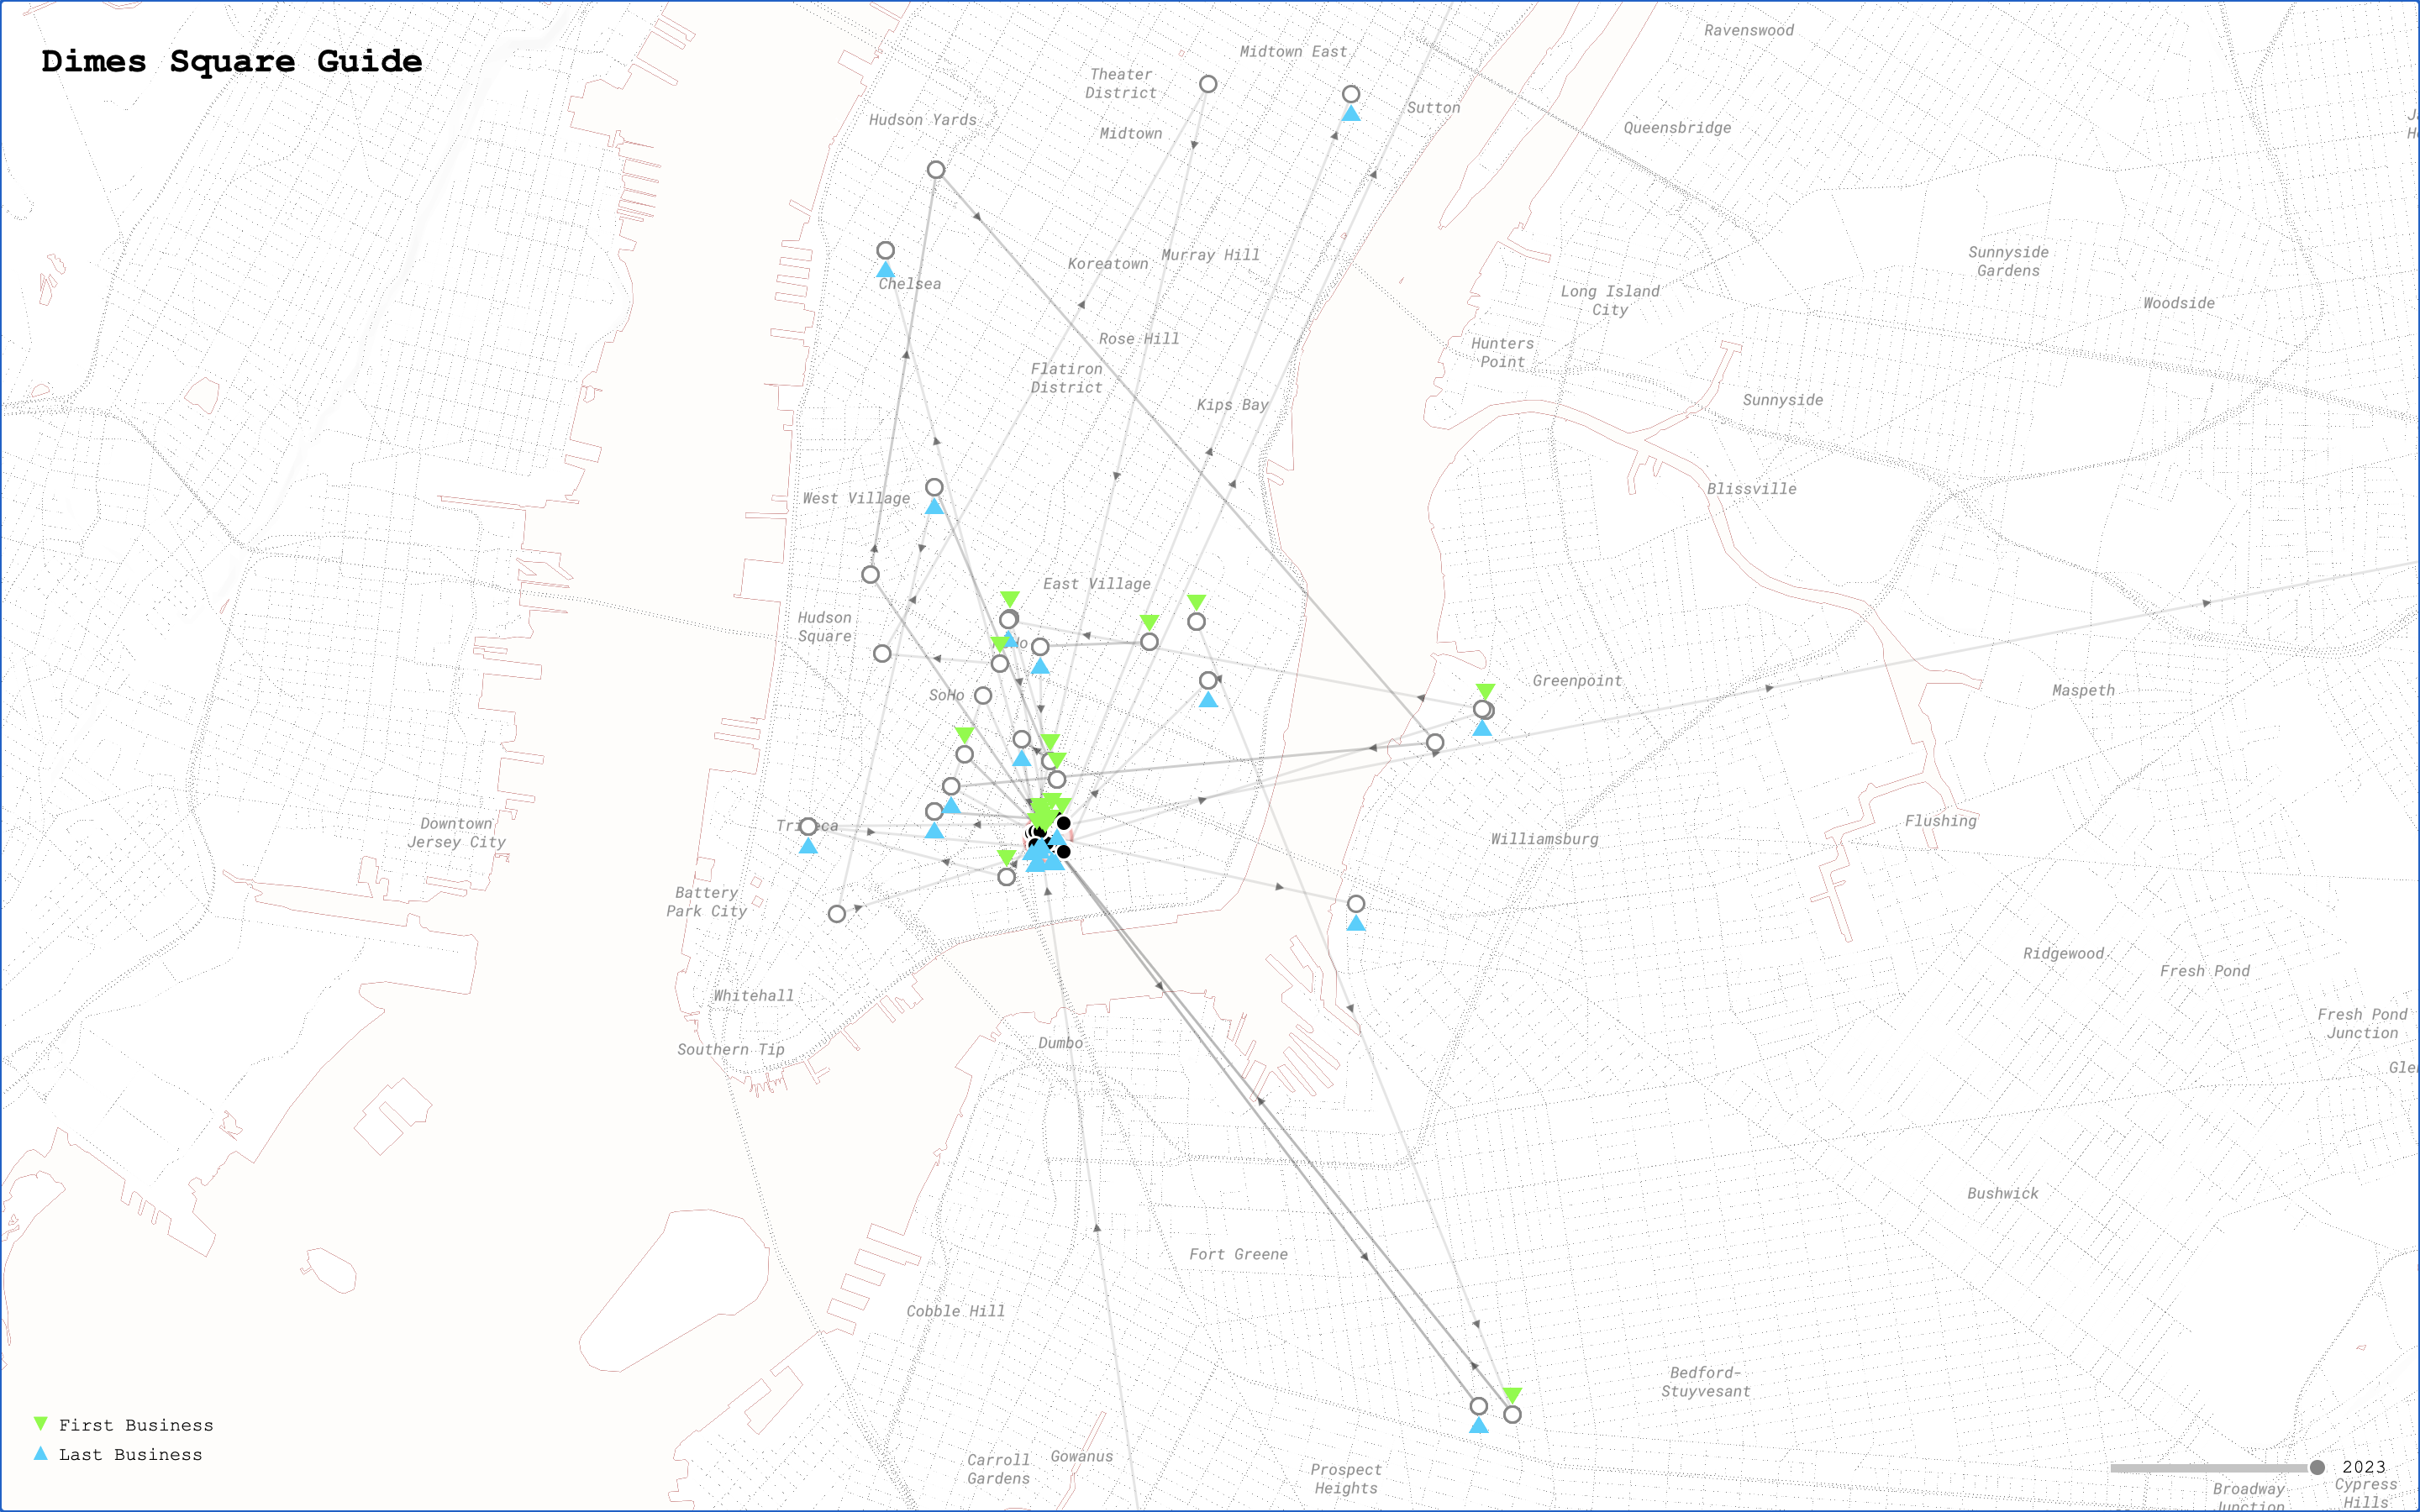 Dimes Square Guide
Ravenswood
Midtown East
Theater
District
Sutton
Hudson Yards
Midtown
Queensbridge
Murray Hill
Koreatown
Sunnyside
Gardens
Chelsea
Long Island
City
Woodside
Rose Hill
Hunters
Point
Flatiron
District
Kips Bay
Sunnyside
West Village
Blissville
East Village
Hudson
Square
SoHo
Greenpoint
Maspeth
Downtown
Jersey City
Flushing
Williamsburg
Battery
Park City
Ridgewood
Fresh Pond
Whitehall
Fresh Pond
Junction
Southern Tip
Dumbo
Bushwick
Fort Greene
Cobble Hill
Bedford-
Stuyvesant
First Business
Last Business
Carroll
Gardens
Gowanus
Prospect
Heights
2023
Cypress
Hills
Broadway
Junction